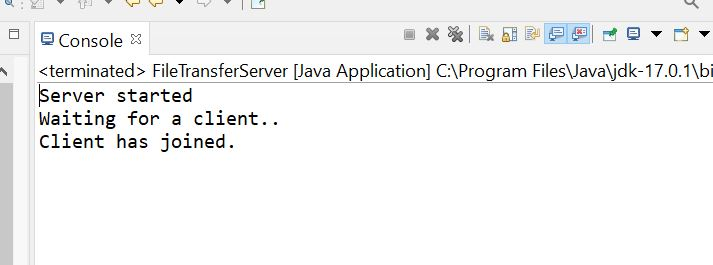 Console
<terminated> FileTransferServer [Java Application] C:\Program Files\Java\jdk-17.0.1\bi
Server started
Waiting for a client..
Client has joined.